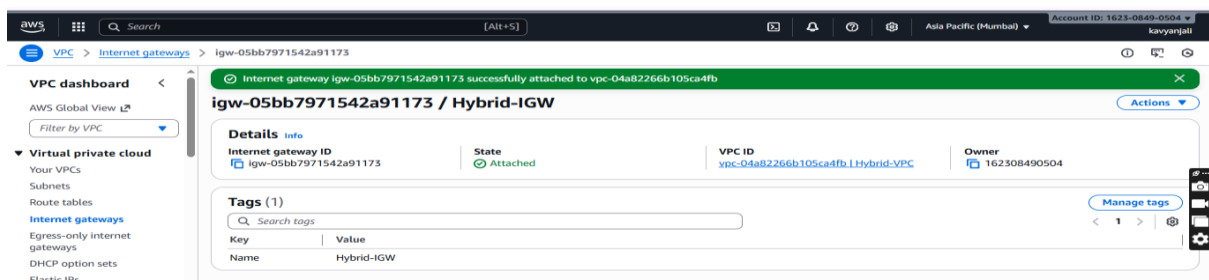 aws Search [Alt+S] Asia Pacific (Mumbai) Account ID: 1623-0849-0504
kavyanjali
VPC > Internet gateways > igw-05bb7971542a91173
VPC dashboard
AWS Global View
Filter by VPC
Virtual private cloud
Your VPCs
Subnets
Route tables
Internet gateways
Egress-only internet
gateways
DHCP option sets
Elastic IPs
Internet gateway igw-05bb7971542a91173 successfully attached to vpc-04a82266b105ca4fb
igw-05bb7971542a91173 / Hybrid-IGW
Actions
Details Info
Internet gateway ID
igw-05bb7971542a91173
State
Attached
VPC ID
vpc-04a82266b105ca4fb | Hybrid-VPC
Owner
162308490504
Tags (1)
Manage tags
Search tags
1
Key Value
Name Hybrid-IGW